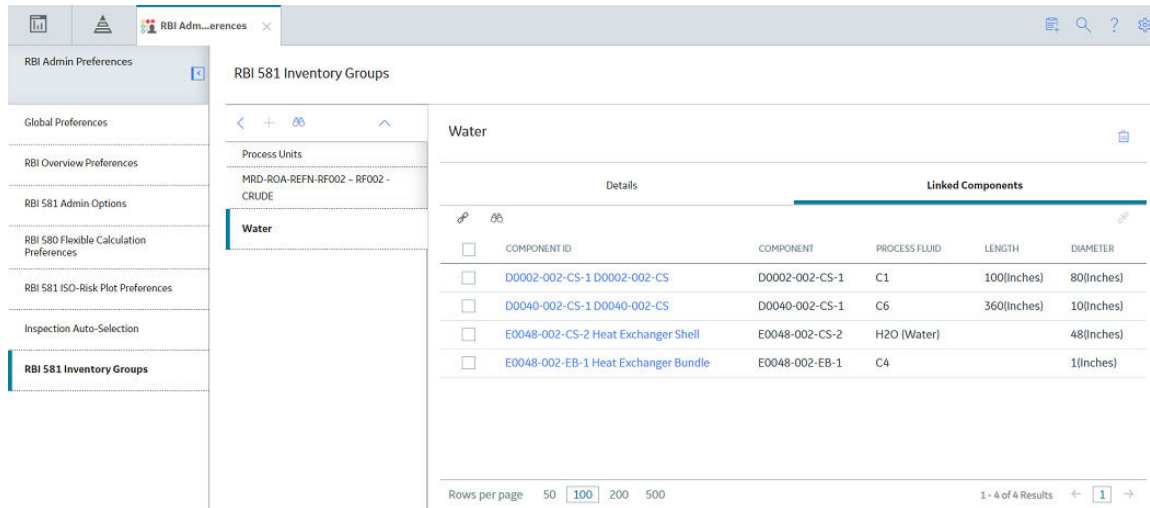 RBI Adm...erences
RBI Admin Preferences
Global Preferences
RBI Overview Preferences
RBI 581 Admin Options
RBI 580 Flexible Calculation
Preferences
RBI 581 ISO-Risk Plot Preferences
Inspection Auto-Selection
RBI 581 Inventory Groups
RBI 581 Inventory Groups
Process Units
MRD-ROA-REFN-RF002 ~ RF002 -
CRUDE
Water
Water
Details Linked Components
COMPONENT ID COMPONENT PROCESS FLUID LENGTH DIAMETER
D0002-002-CS-1 D0002-002-CS D0002-002-CS-1 C1 100(Inches) 80(Inches)
D0040-002-CS-1 D0040-002-CS D0040-002-CS-1 C6 360(Inches) 10(Inches)
E0048-002-CS-2 Heat Exchanger Shell E0048-002-CS-2 H2O (Water) 48(Inches)
E0048-002-EB-1 Heat Exchanger Bundle E0048-002-EB-1 C4 1(Inches)
Rows per page 50 100 200 500 1 - 4 of 4 Results 1